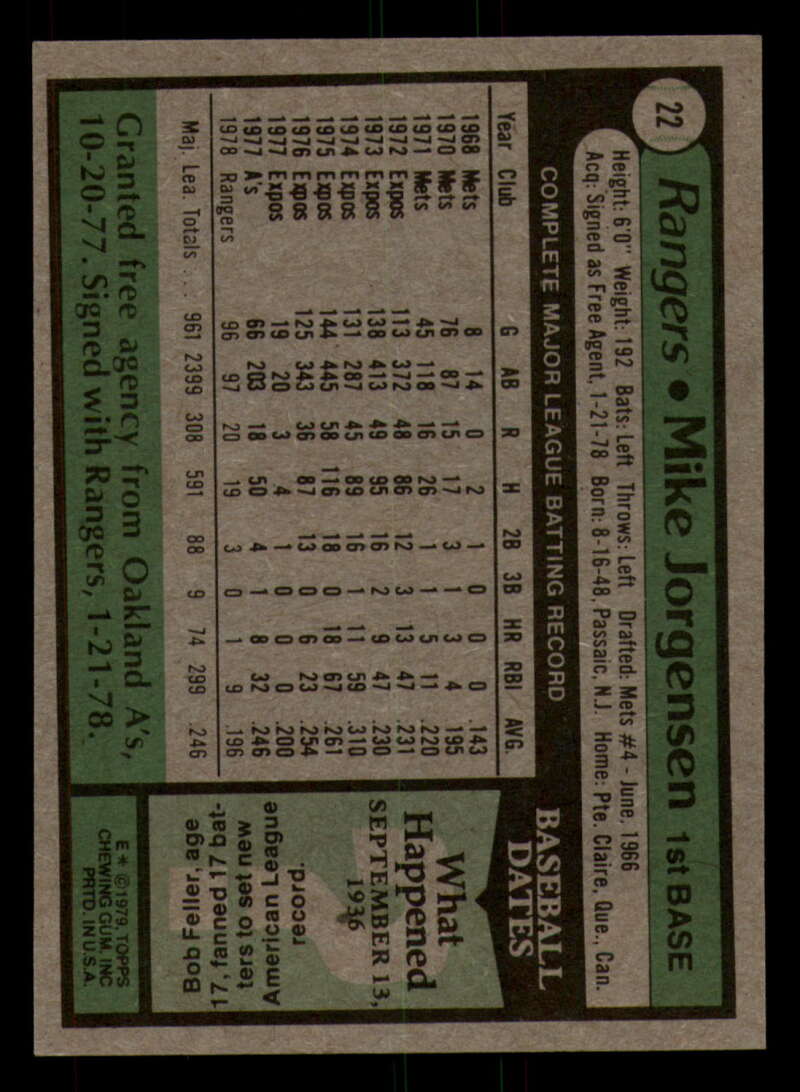 22
Rangers • Mike Jorgensen 1st BASE
Height: 6'0" Weight: 192 Bats: Left Throws: Left Drafted: Mets #4 - June, 1966
Acq: Signed as Free Agent, 1-21-78 Born: 8-16-48, Passaic, N.J. Home: Pte. Claire, Que., Can.
COMPLETE MAJOR LEAGUE BATTING RECORD
Year Club G AB R H 2B 3B HR RBI AVG.
1968 Mets 8 14 0 2 1 0 0 0 .143
1970 Mets 76 87 15 17 3 1 3 4 .195
1971 Mets 45 118 16 26 1 1 5 11 .220
1972 Expos 113 372 48 86 12 3 13 47 .231
1973 Expos 138 413 49 95 16 2 9 47 .230
1974 Expos 131 287 45 89 16 1 11 59 .310
1975 Expos 144 445 58 116 18 0 18 67 .261
1976 Expos 125 343 36 87 13 0 6 23 .254
1977 Expos 19 20 3 4 1 0 0 0 .200
1977 A's 66 203 18 50 4 1 8 32 .246
1978 Rangers 96 97 20 19 3 0 1 9 .196
Maj. Lea. Totals ... 961 2399 308 591 88 9 74 299 .246
Granted free agency from Oakland A's,
10-20-77. Signed with Rangers, 1-21-78.
BASEBALL
DATES
What
Happened
SEPTEMBER 13,
1936
Bob Feller, age
17, fanned 17 bat-
ters to set new
American League
record.
E * ©1979, TOPPS
CHEWING GUM, INC
PRTD. IN U.S.A.